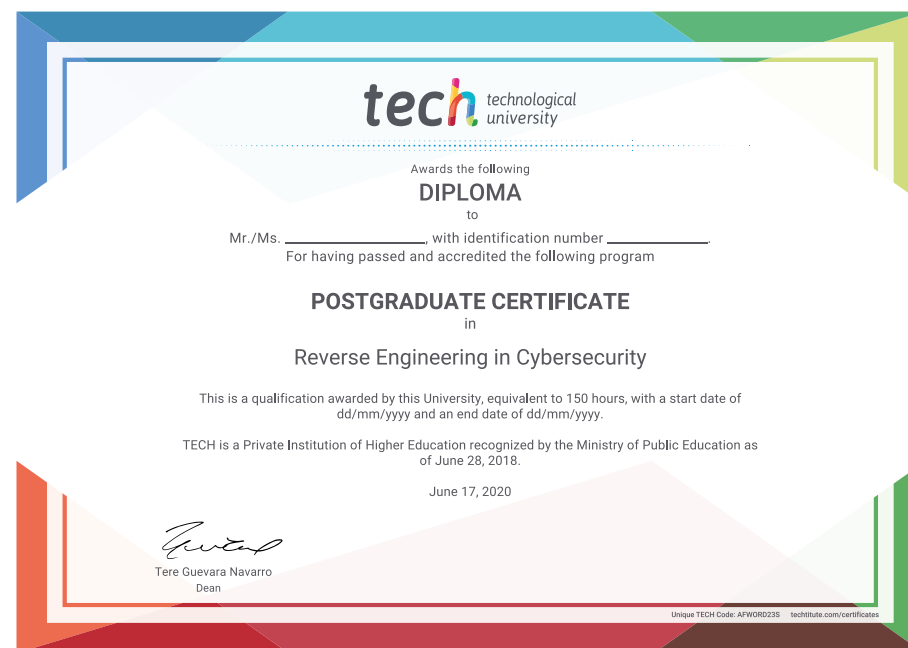 tech technological
university
Awards the following
DIPLOMA
to
Mr./Ms. ____________________, with identification number ______________.
For having passed and accredited the following program
POSTGRADUATE CERTIFICATE
in
Reverse Engineering in Cybersecurity
This is a qualification awarded by this University, equivalent to 150 hours, with a start date of
dd/mm/yyyy and an end date of dd/mm/yyyy.
TECH is a Private Institution of Higher Education recognized by the Ministry of Public Education as
of June 28, 2018.
June 17, 2020
Tere Guevara Navarro
Dean
Unique TECH Code: AFWORD23S techtitute.com/certificates